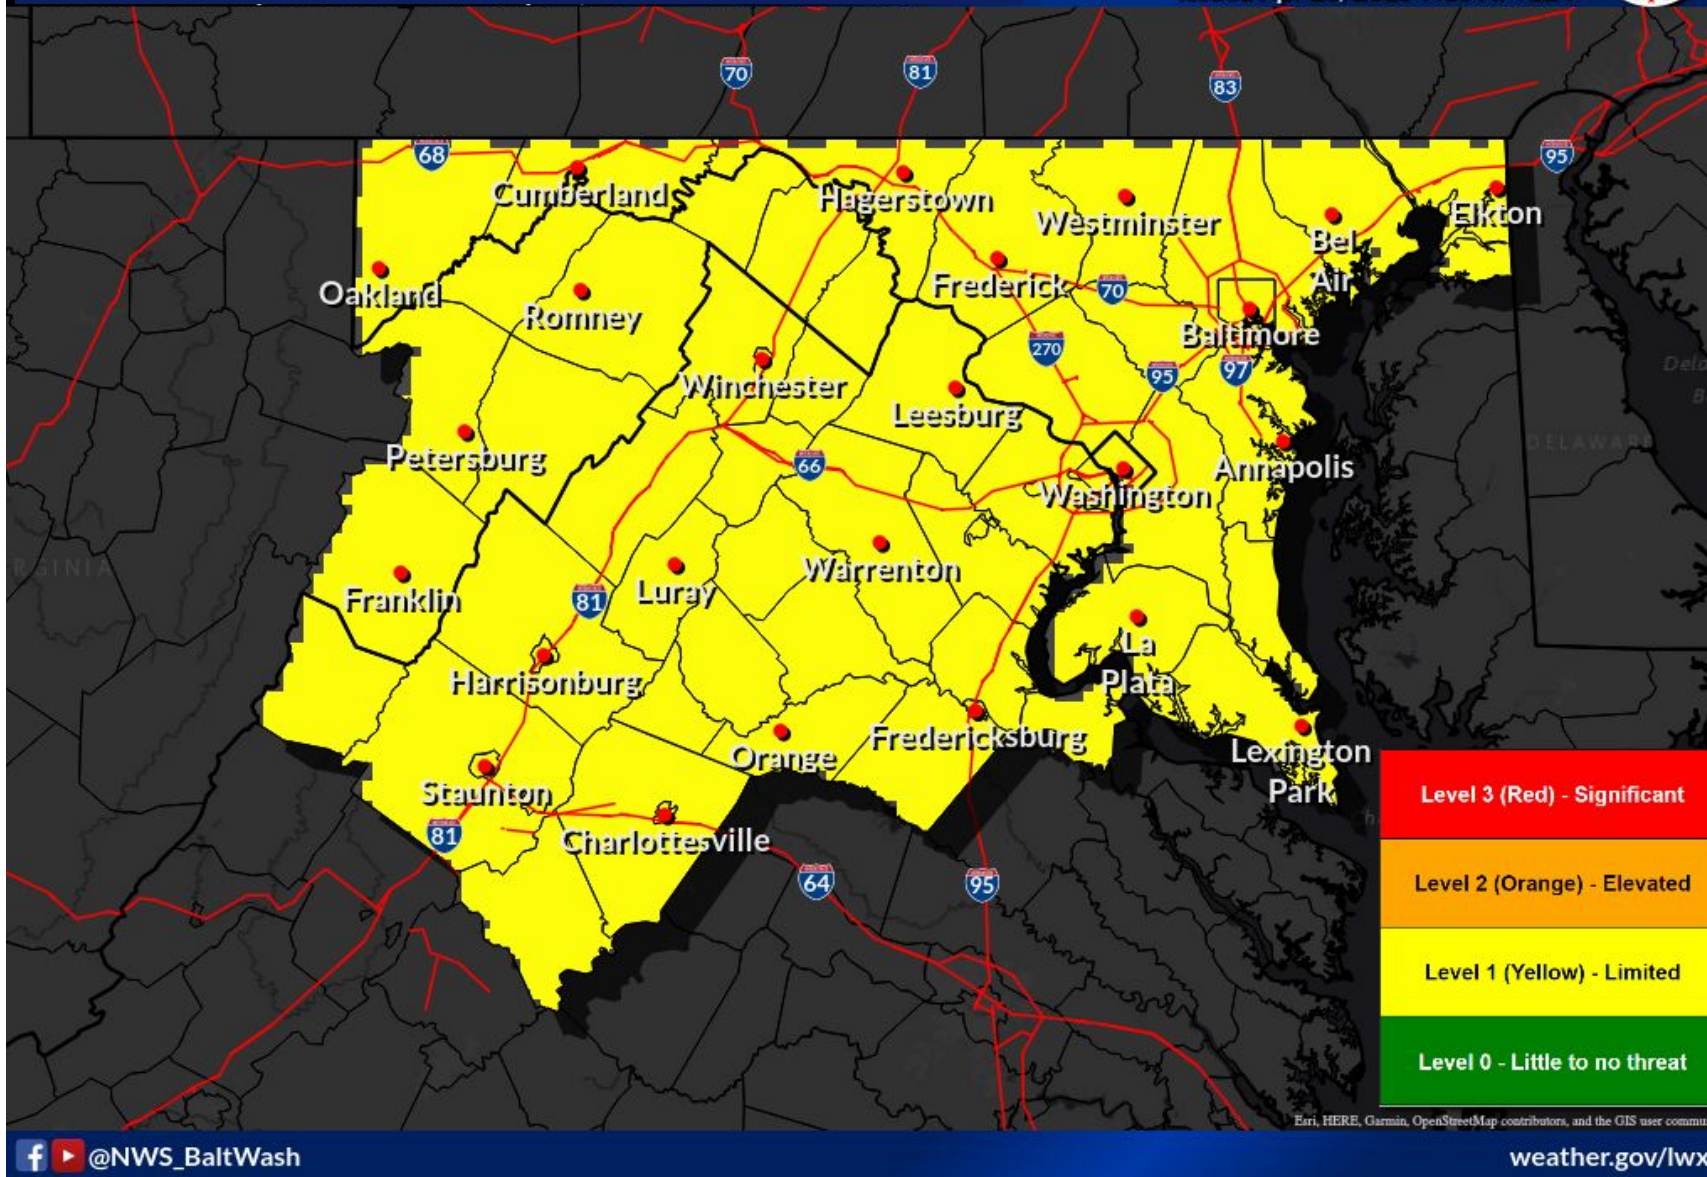 70
81
83
95
68
Cumberland
Hagerstown
Westminster
Elkton
Bel
Air
Oakland
Romney
Frederick
70
Baltimore
270
95
97
Winchester
Leesburg
Petersburg
66
Washington
Annapolis
DELAWARE
Warrenton
Franklin
81
Luray
La
Plata
Harrisonburg
Orange
Fredericksburg
Lexington
Park
Staunton
81
Charlottesville
64
95
Level 3 (Red) - Significant
Level 2 (Orange) - Elevated
Level 1 (Yellow) - Limited
Level 0 - Little to no threat
Esri, HERE, Garmin, OpenStreetMap contributors, and the GIS user
@NWS_BaltWash
weather.gov/lwx